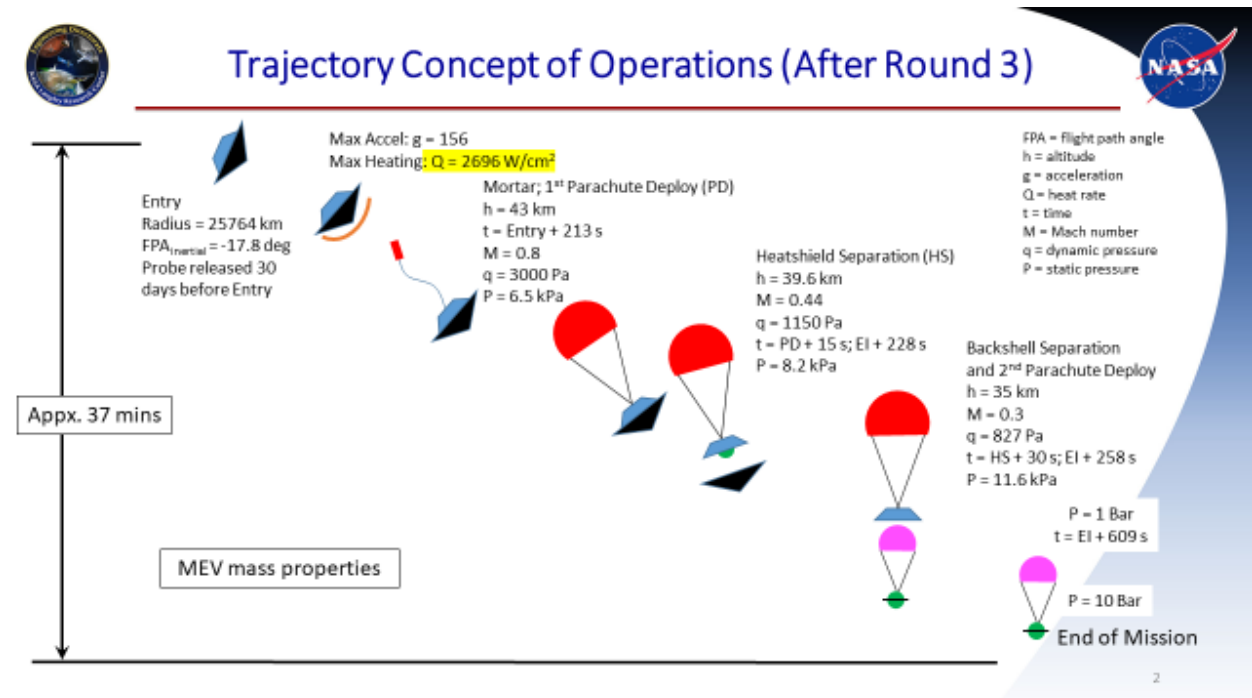 Trajectory Concept of Operations (After Round 3)
NASA
Max Accel: g = 156
Max Heating: Q = 2696 W/cm²
Entry
Radius = 25764 km
FPA_Inertial = -17.8 deg
Probe released 30
days before Entry
Mortar; 1st Parachute Deploy (PD)
h = 43 km
t = Entry + 213 s
M = 0.8
q = 3000 Pa
P = 6.5 kPa
Heatshield Separation (HS)
h = 39.6 km
M = 0.44
q = 1150 Pa
t = PD + 15 s; EI + 228 s
P = 8.2 kPa
FPA = flight path angle
h = altitude
g = acceleration
Q = heat rate
t = time
M = Mach number
q = dynamic pressure
P = static pressure
Backshell Separation
and 2nd Parachute Deploy
h = 35 km
M = 0.3
q = 827 Pa
t = HS + 30 s; EI + 258 s
P = 11.6 kPa
Appx. 37 mins
MEV mass properties
P = 1 Bar
t = EI + 609 s
P = 10 Bar
End of Mission
2